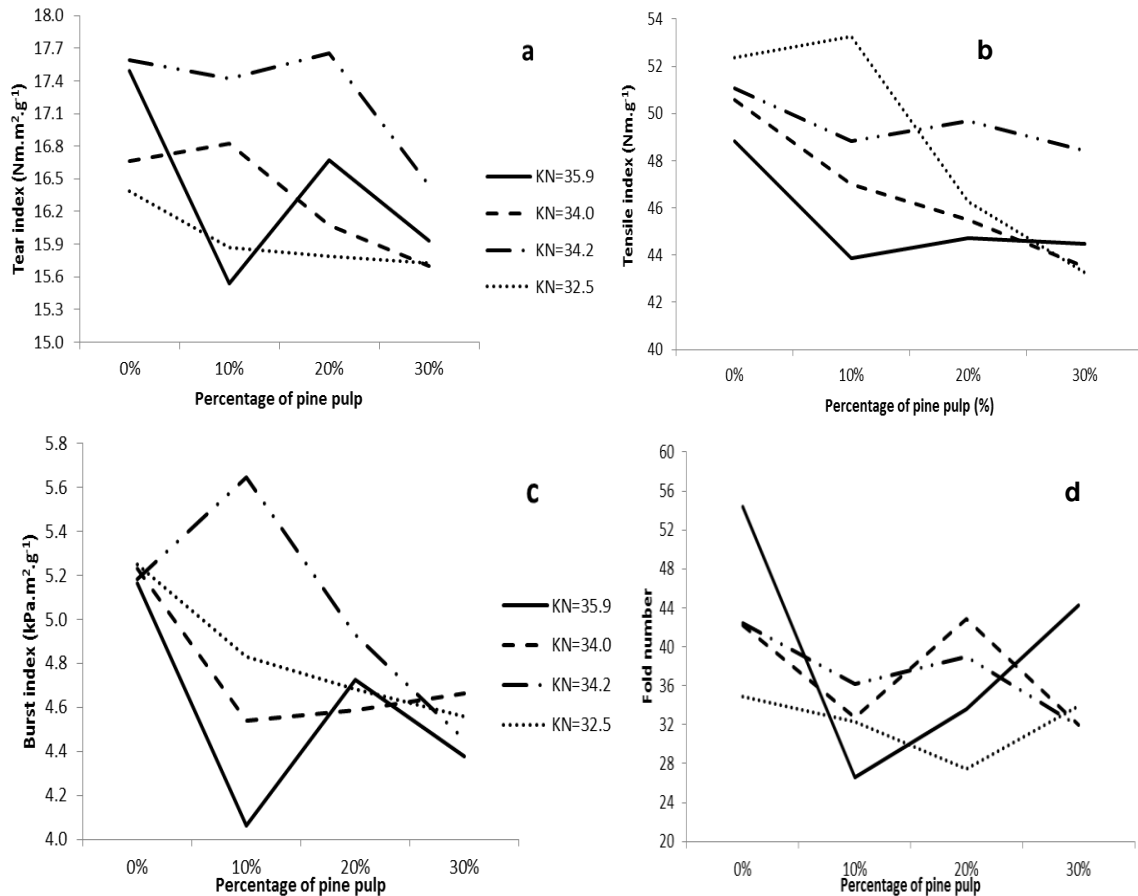 a
Tear index (Nm.m².g⁻¹)
18.0
17.7
17.4
17.1
16.8
16.5
16.2
15.9
15.6
15.3
15.0
0%
10%
20%
30%
Percentage of pine pulp
KN=35.9
KN=34.0
KN=34.2
KN=32.5
b
Tensile index (Nm.g⁻¹)
54
52
50
48
46
44
42
40
0%
10%
20%
30%
Percentage of pine pulp (%)
c
Burst index (kPa.m².g⁻¹)
5.8
5.6
5.4
5.2
5.0
4.8
4.6
4.4
4.2
4.0
0%
10%
20%
30%
Percentage of pine pulp
KN=35.9
KN=34.0
KN=34.2
KN=32.5
d
Fold number
60
56
52
48
44
40
36
32
28
24
20
0%
10%
20%
30%
Percentage of pine pulp